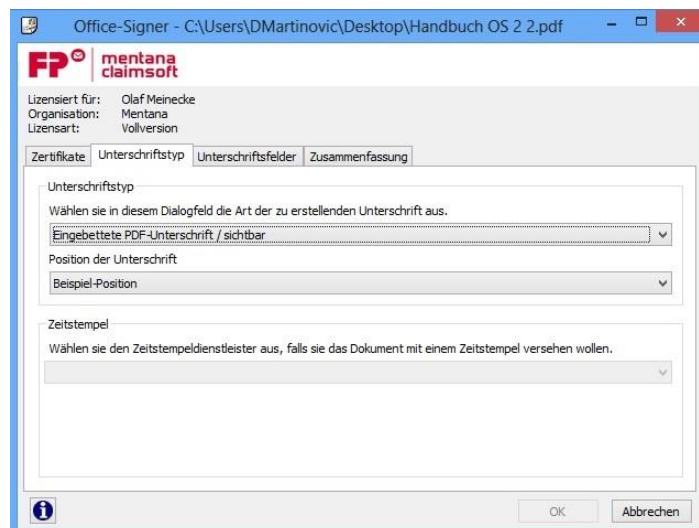 Office-Signer - C:\Users\DMartinovic\Desktop\Handbuch OS 2 2.pdf
FP mentana
claimsoft
Lizensiert für: Olaf Meinecke
Organisation: Mentana
Lizensart: Vollversion
Zertifikate Unterschriftstyp Unterschriftsfelder Zusammenfassung
Unterschriftstyp
Wählen sie in diesem Dialogfeld die Art der zu erstellenden Unterschrift aus.
Eingebettete PDF-Unterschrift / sichtbar
Position der Unterschrift
Beispiel-Position
Zeitstempel
Wählen sie den Zeitstempeldienstleister aus, falls sie das Dokument mit einem Zeitstempel versehen wollen.
OK Abbrechen